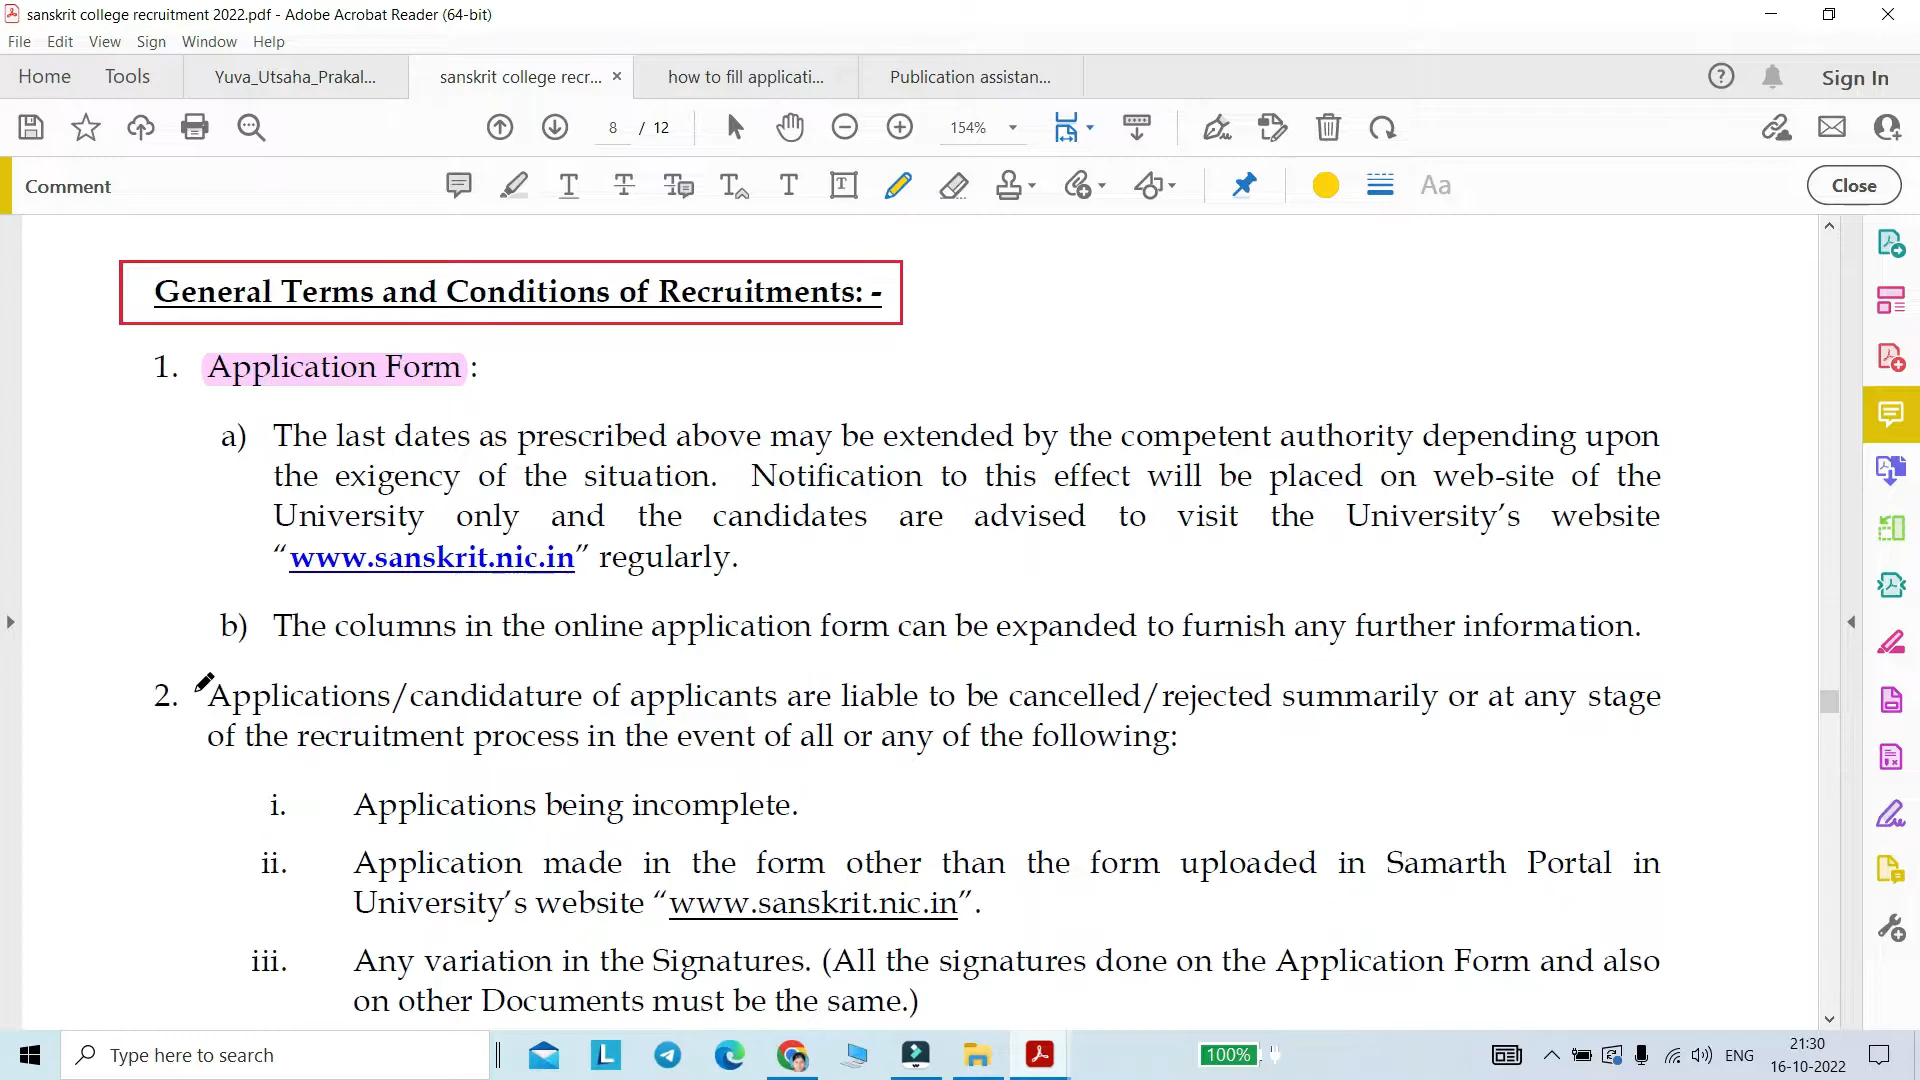 sanskrit college recruitment 2022.pdf - Adobe Acrobat Reader (64-bit)
File Edit View Sign Window Help
Home Tools Yuva_Utsaha_Prakal... sanskrit college recr... × how to fill applicati... Publication assistan... Sign In
8 / 12 154%
Comment Aa Close
General Terms and Conditions of Recruitments: -
1. Application Form :
a) The last dates as prescribed above may be extended by the competent authority depending upon
the exigency of the situation. Notification to this effect will be placed on web-site of the
University only and the candidates are advised to visit the University’s website
“www.sanskrit.nic.in” regularly.
b) The columns in the online application form can be expanded to furnish any further information.
2. Applications/candidature of applicants are liable to be cancelled/rejected summarily or at any stage
of the recruitment process in the event of all or any of the following:
i. Applications being incomplete.
ii. Application made in the form other than the form uploaded in Samarth Portal in
University’s website “www.sanskrit.nic.in”.
iii. Any variation in the Signatures. (All the signatures done on the Application Form and also
on other Documents must be the same.)
Type here to search L 100% ENG 21:30
16-10-2022